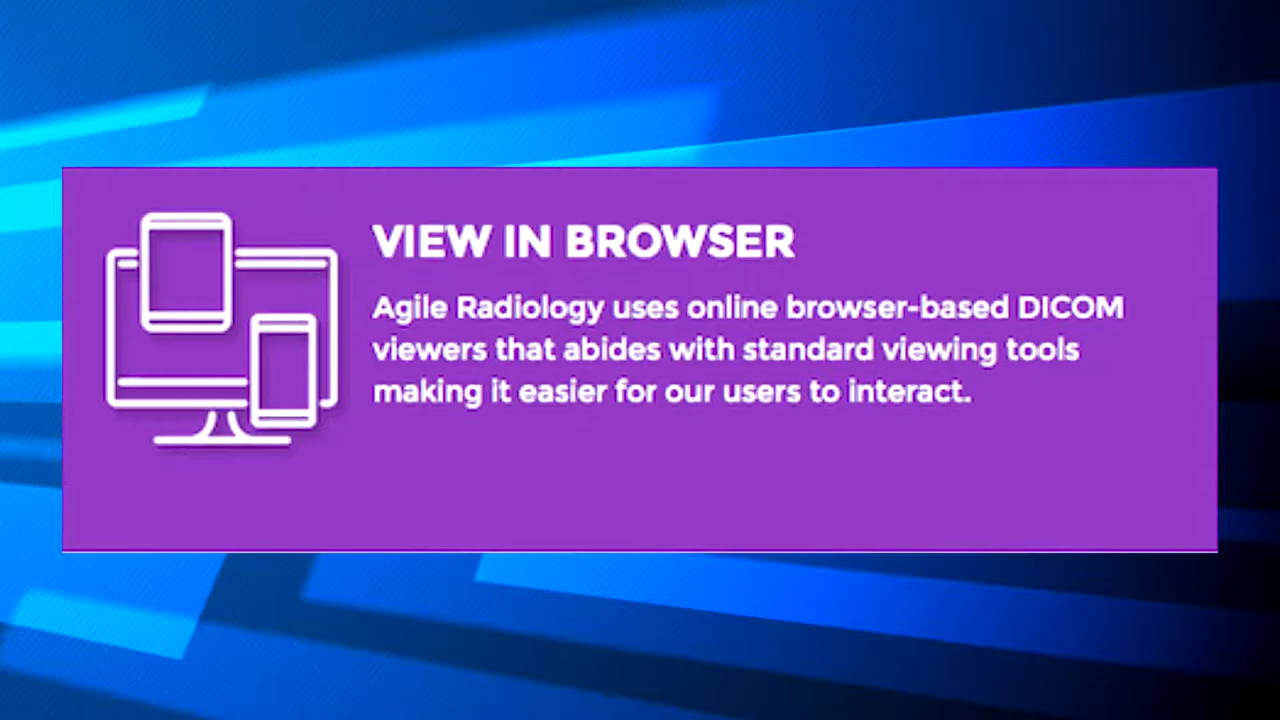 VIEW IN BROWSER
Agile Radiology uses online browser-based DICOM
viewers that abides with standard viewing tools
making it easier for our users to interact.